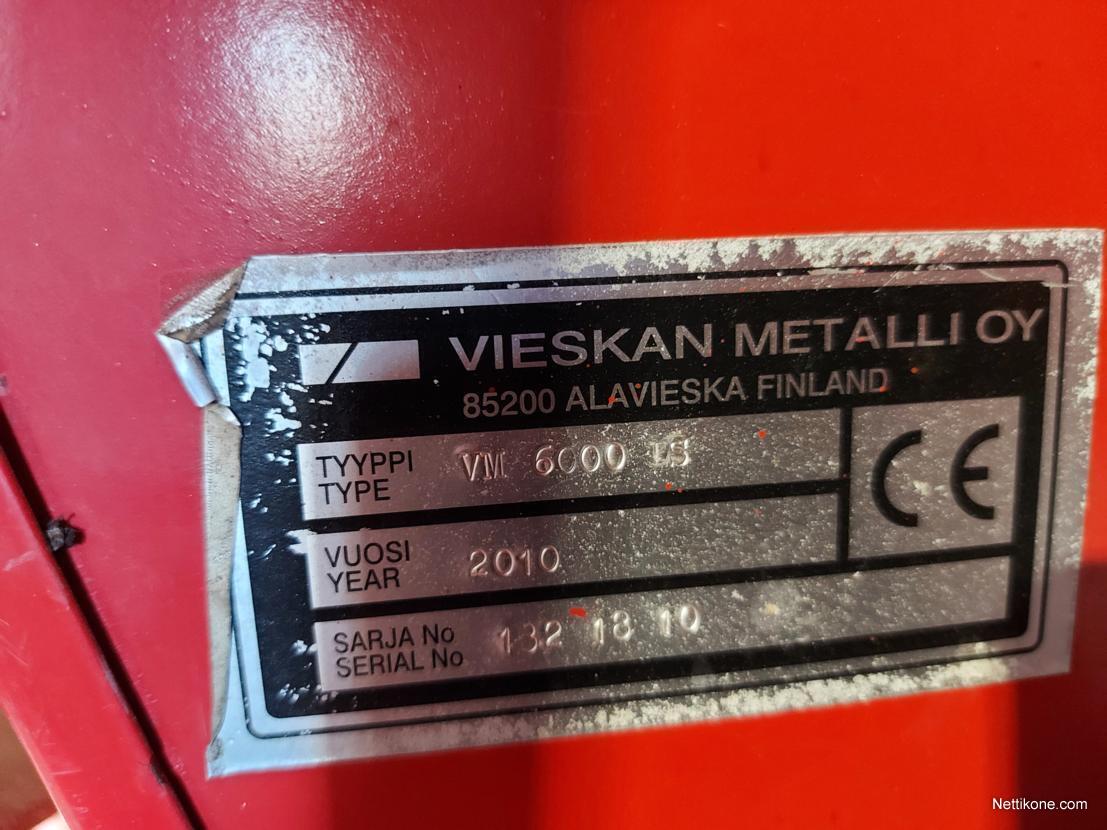 VIESKAN METALLI OY
85200 ALAVIESKA FINLAND
TYYPPI
TYPE
VM 6000 LS
VUOSI
YEAR
2010
SARJA No
SERIAL No
132 18 10
Nettikone.com